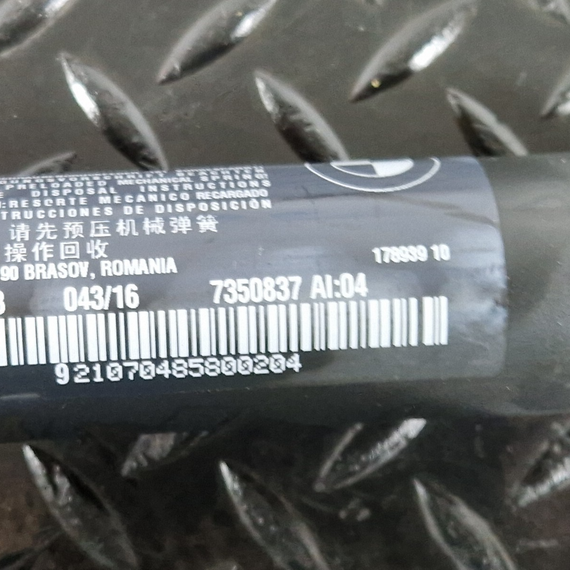 PRELOADED MECHANICAL SPRING
DISPOSAL INSTRUCTIONS
:RESORTE MECANICO RECARGADO
TRUCCIONES DE DISPOSICIÓN
请先预压机械弹簧
操作回收
90 BRASOV, ROMANIA
178939 10
043/16 7350837 AI:04
921070485800204